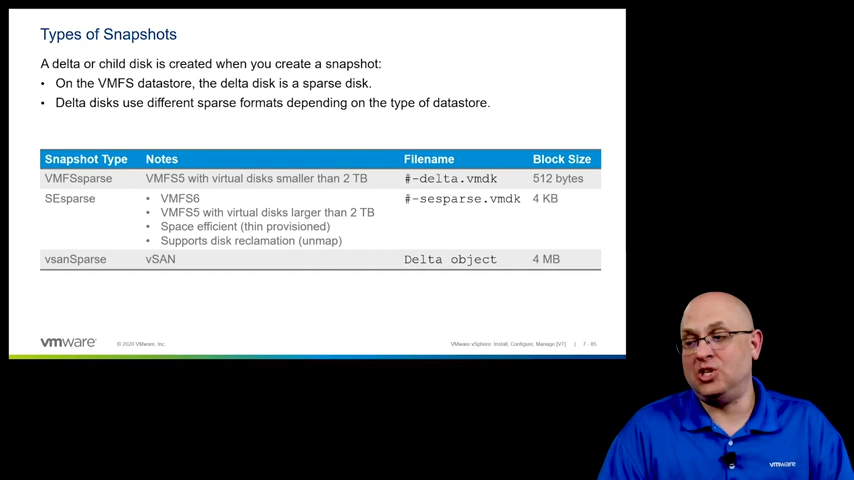 Types of Snapshots
A delta or child disk is created when you create a snapshot:
• On the VMFS datastore, the delta disk is a sparse disk.
• Delta disks use different sparse formats depending on the type of datastore.
Snapshot Type Notes Filename Block Size
VMFSsparse VMFS5 with virtual disks smaller than 2 TB #-delta.vmdk 512 bytes
SEsparse • VMFS6 #-sesparse.vmdk 4 KB
• VMFS5 with virtual disks larger than 2 TB
• Space efficient (thin provisioned)
• Supports disk reclamation (unmap)
vsanSparse vSAN Delta object 4 MB
vmware © 2020 VMware, Inc. VMware vSphere: Install, Configure, Manage [V7] | 7 - 85
vmware